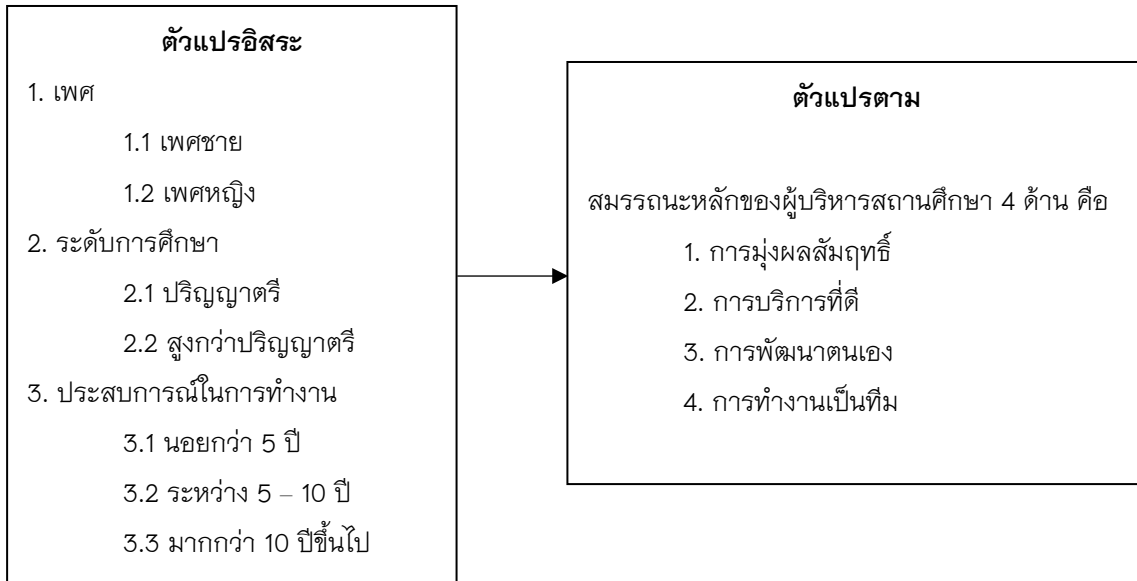 ตัวแปรอิสระ
1. เพศ
1.1 เพศชาย
1.2 เพศหญิง
2. ระดับการศึกษา
2.1 ปริญญาตรี
2.2 สูงกว่าปริญญาตรี
3. ประสบการณ์ในการทำงาน
3.1 นอยกว่า 5 ปี
3.2 ระหว่าง 5 – 10 ปี
3.3 มากกว่า 10 ปีขึ้นไป
ตัวแปรตาม
สมรรถนะหลักของผู้บริหารสถานศึกษา 4 ด้าน คือ
1. การมุ่งผลสัมฤทธิ์
2. การบริการที่ดี
3. การพัฒนาตนเอง
4. การทำงานเป็นทีม